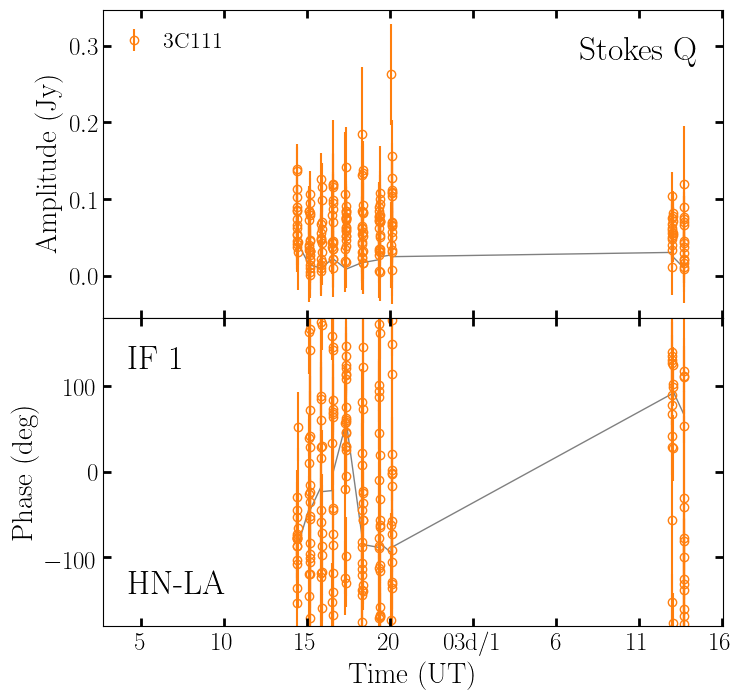 3C111
Stokes Q
Amplitude (Jy)
0.3
0.2
0.1
0.0
IF 1
Phase (deg)
100
0
−100
HN-LA
5 10 15 20 03d/1 6 11 16
Time (UT)